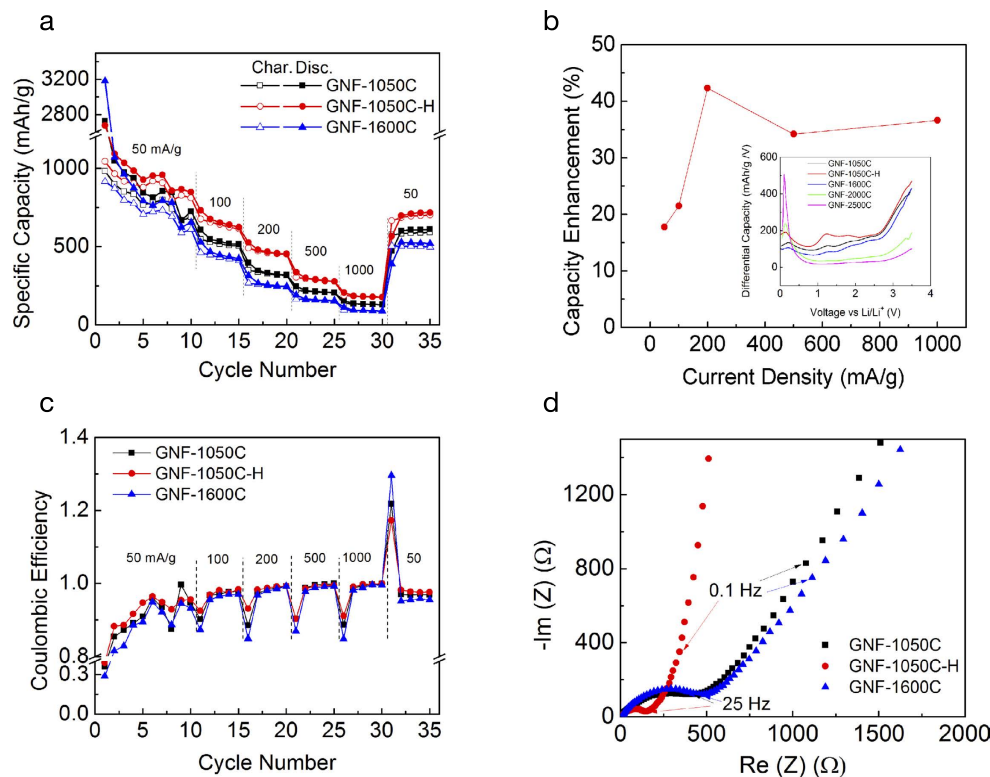 a
Specific Capacity (mAh/g)
3200
2800
1000
500
0
Char. Disc.
GNF-1050C
GNF-1050C-H
GNF-1600C
50 mA/g
100
200
500
1000
50
0 5 10 15 20 25 30 35
Cycle Number
b
Capacity Enhancement (%)
50
40
30
20
10
0
0 200 400 600 800 1000
Current Density (mA/g)
Differential Capacity (mAh/g /V)
600
400
200
0
GNF-1050C
GNF-1050C-H
GNF-1600C
GNF-2000C
GNF-2500C
0 1 2 3 4
Voltage vs Li/Li⁺ (V)
c
Coulombic Efficiency
1.4
1.2
1.0
0.8
0.3
0.0
GNF-1050C
GNF-1050C-H
GNF-1600C
50 mA/g
100
200
500
1000
50
0 5 10 15 20 25 30 35
Cycle Number
d
-Im (Z) (Ω)
1200
800
400
0
0.1 Hz
25 Hz
GNF-1050C
GNF-1050C-H
GNF-1600C
0 500 1000 1500 2000
Re (Z) (Ω)